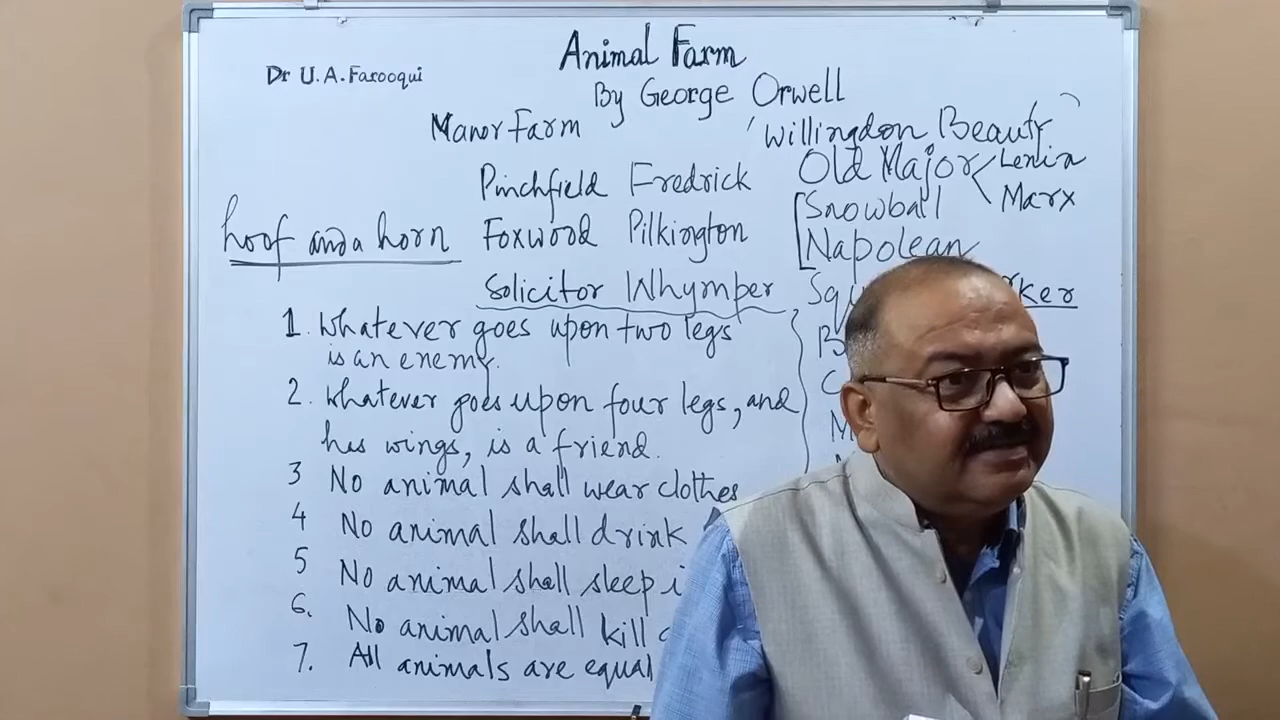 Animal Farm
Dr U.A. Farooqui
By George Orwell
Manor Farm
'Willingdon Beauty'
Old Major Lenin
Marx
Pinchfield Fredrick
Snowball
hoof and a horn
Foxwood Pilkington
Napolean
Solicitor Whymper
1. Whatever goes upon two legs
is an enemy.
2. Whatever goes upon four legs, and
has wings, is a friend.
3 No animal shall wear clothes
4 No animal shall drink
5 No animal shall sleep
6. No animal shall kill
7. All animals are equal